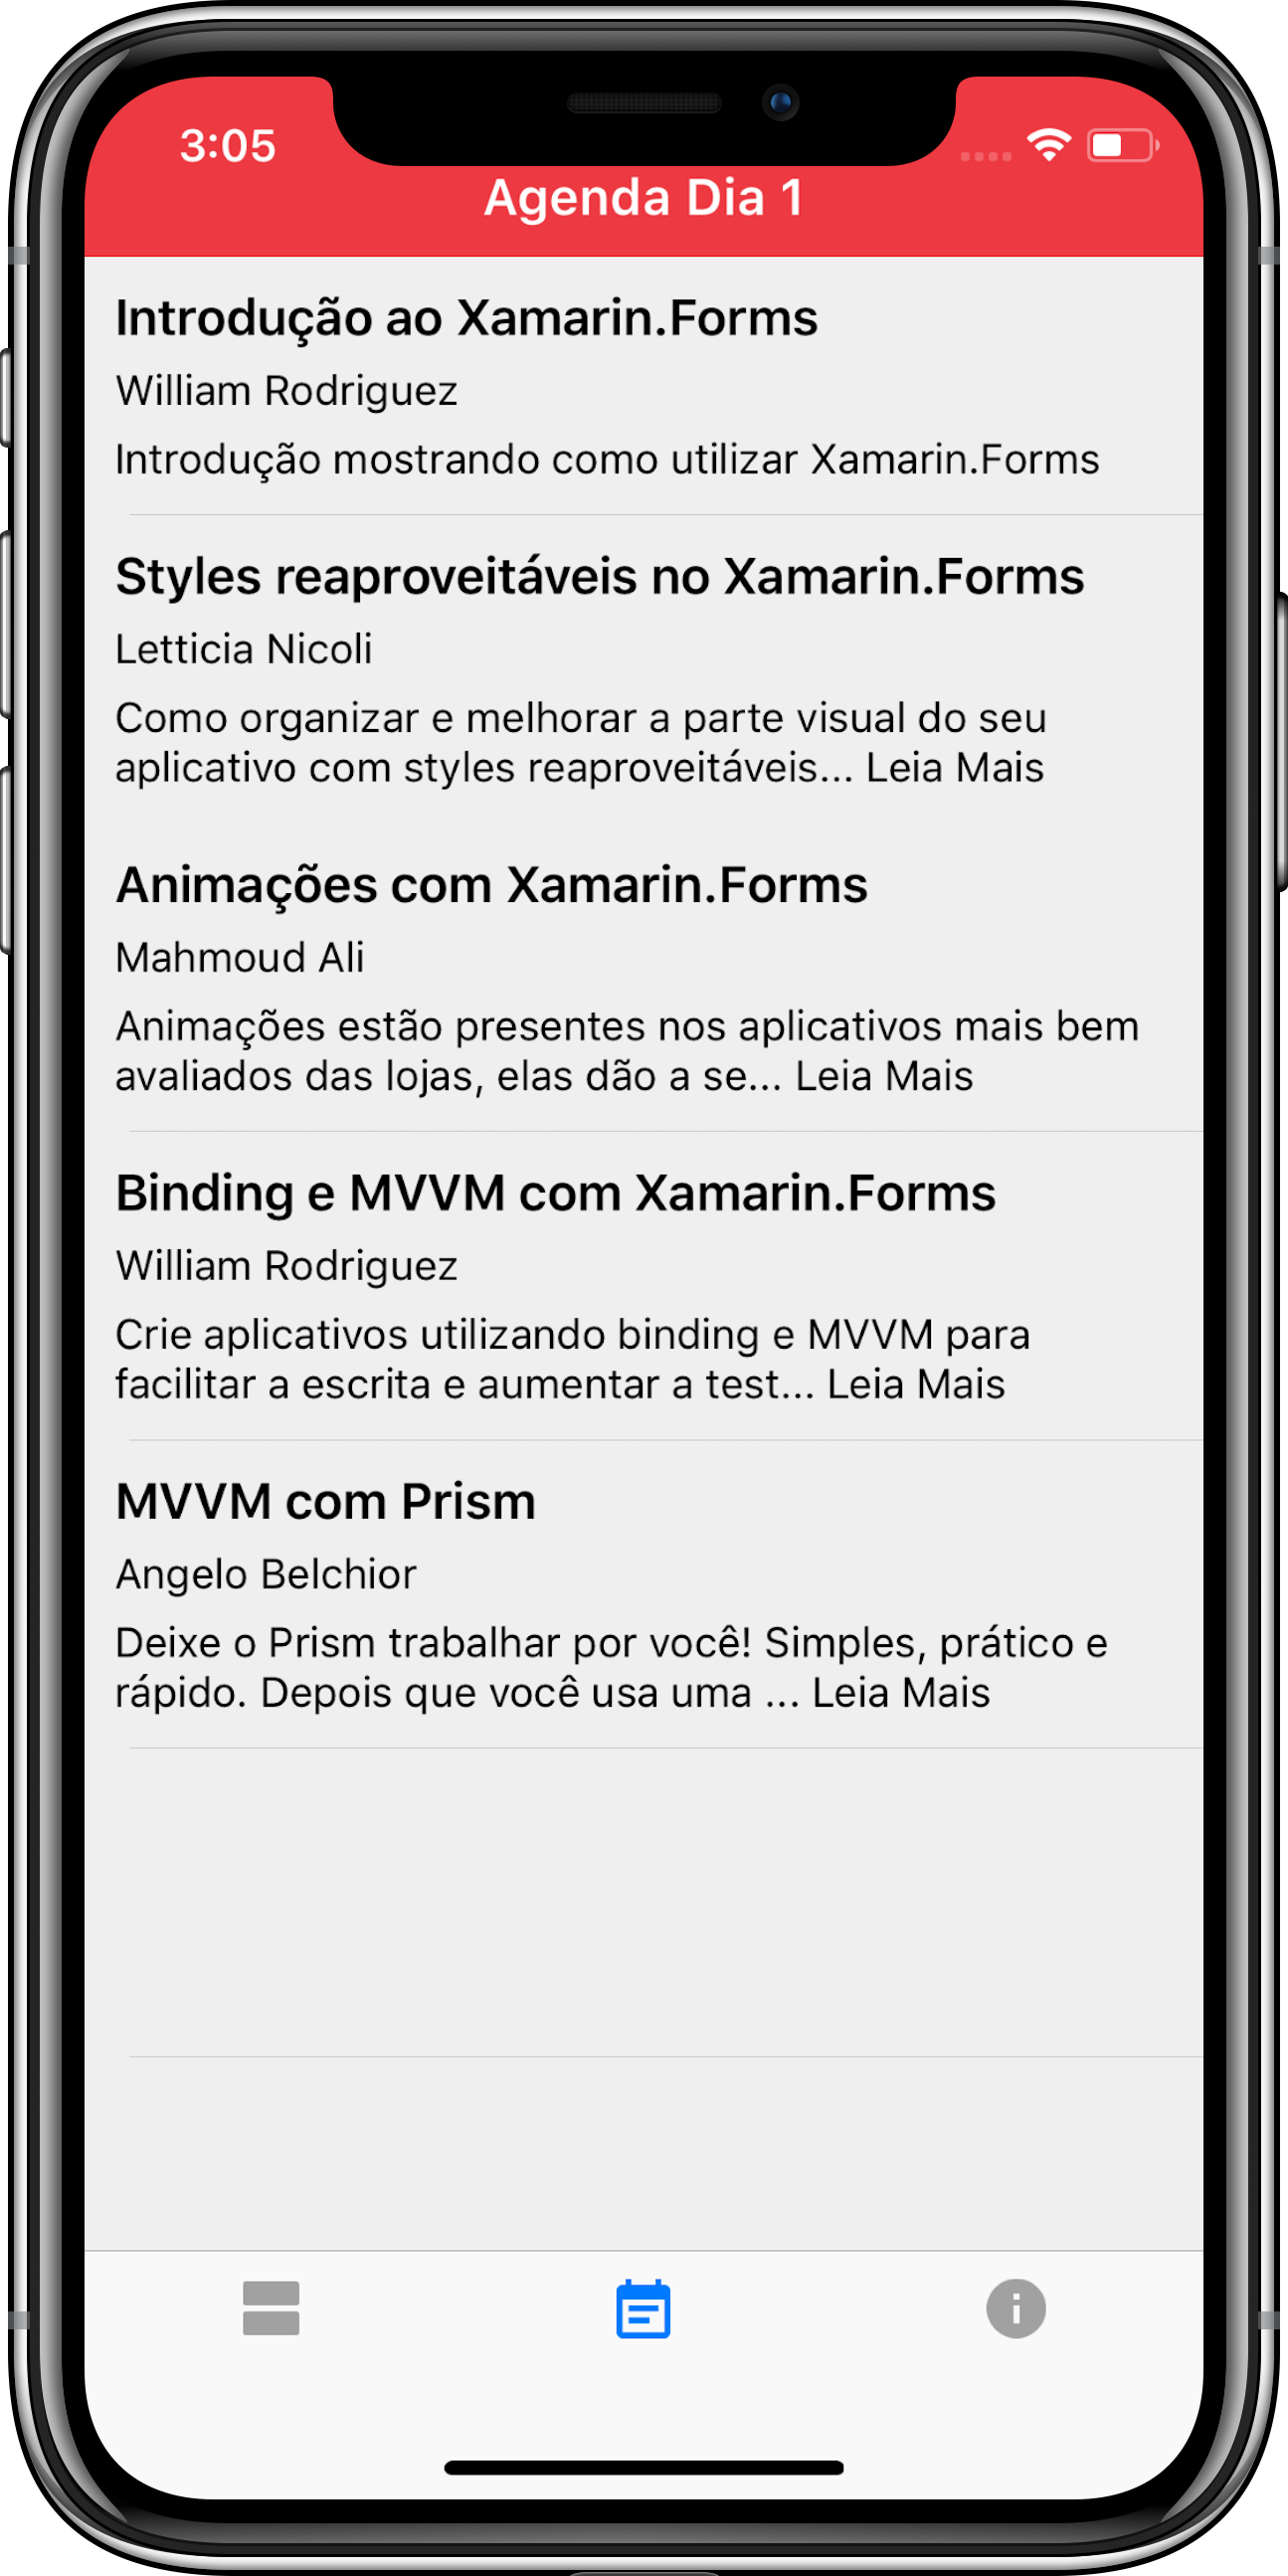 3:05
Agenda Dia 1
Introdução ao Xamarin.Forms
William Rodriguez
Introdução mostrando como utilizar Xamarin.Forms
Styles reaproveitáveis no Xamarin.Forms
Letticia Nicoli
Como organizar e melhorar a parte visual do seu
aplicativo com styles reaproveitáveis... Leia Mais
Animações com Xamarin.Forms
Mahmoud Ali
Animações estão presentes nos aplicativos mais bem
avaliados das lojas, elas dão a se... Leia Mais
Binding e MVVM com Xamarin.Forms
William Rodriguez
Crie aplicativos utilizando binding e MVVM para
facilitar a escrita e aumentar a test... Leia Mais
MVVM com Prism
Angelo Belchior
Deixe o Prism trabalhar por você! Simples, prático e
rápido. Depois que você usa uma ... Leia Mais